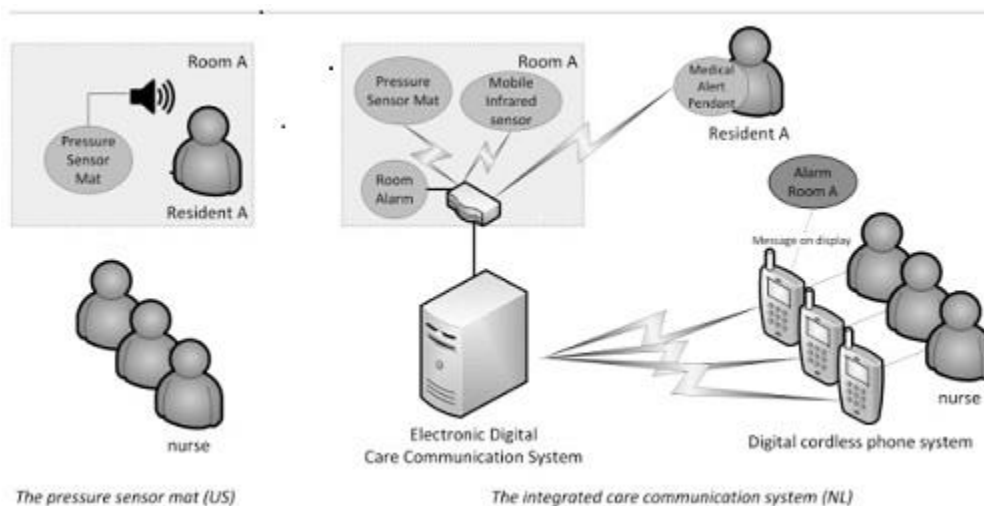 Room A
Pressure
Sensor
Mat
Resident A
nurse
The pressure sensor mat (US)
Room A
Pressure
Sensor Mat
Mobile
Infrared
sensor
Room
Alarm
Medical
Alert
Pendant
Resident A
Alarm
Room A
Message on display
nurse
Electronic Digital
Care Communication System
Digital cordless phone system
The integrated care communication system (NL)